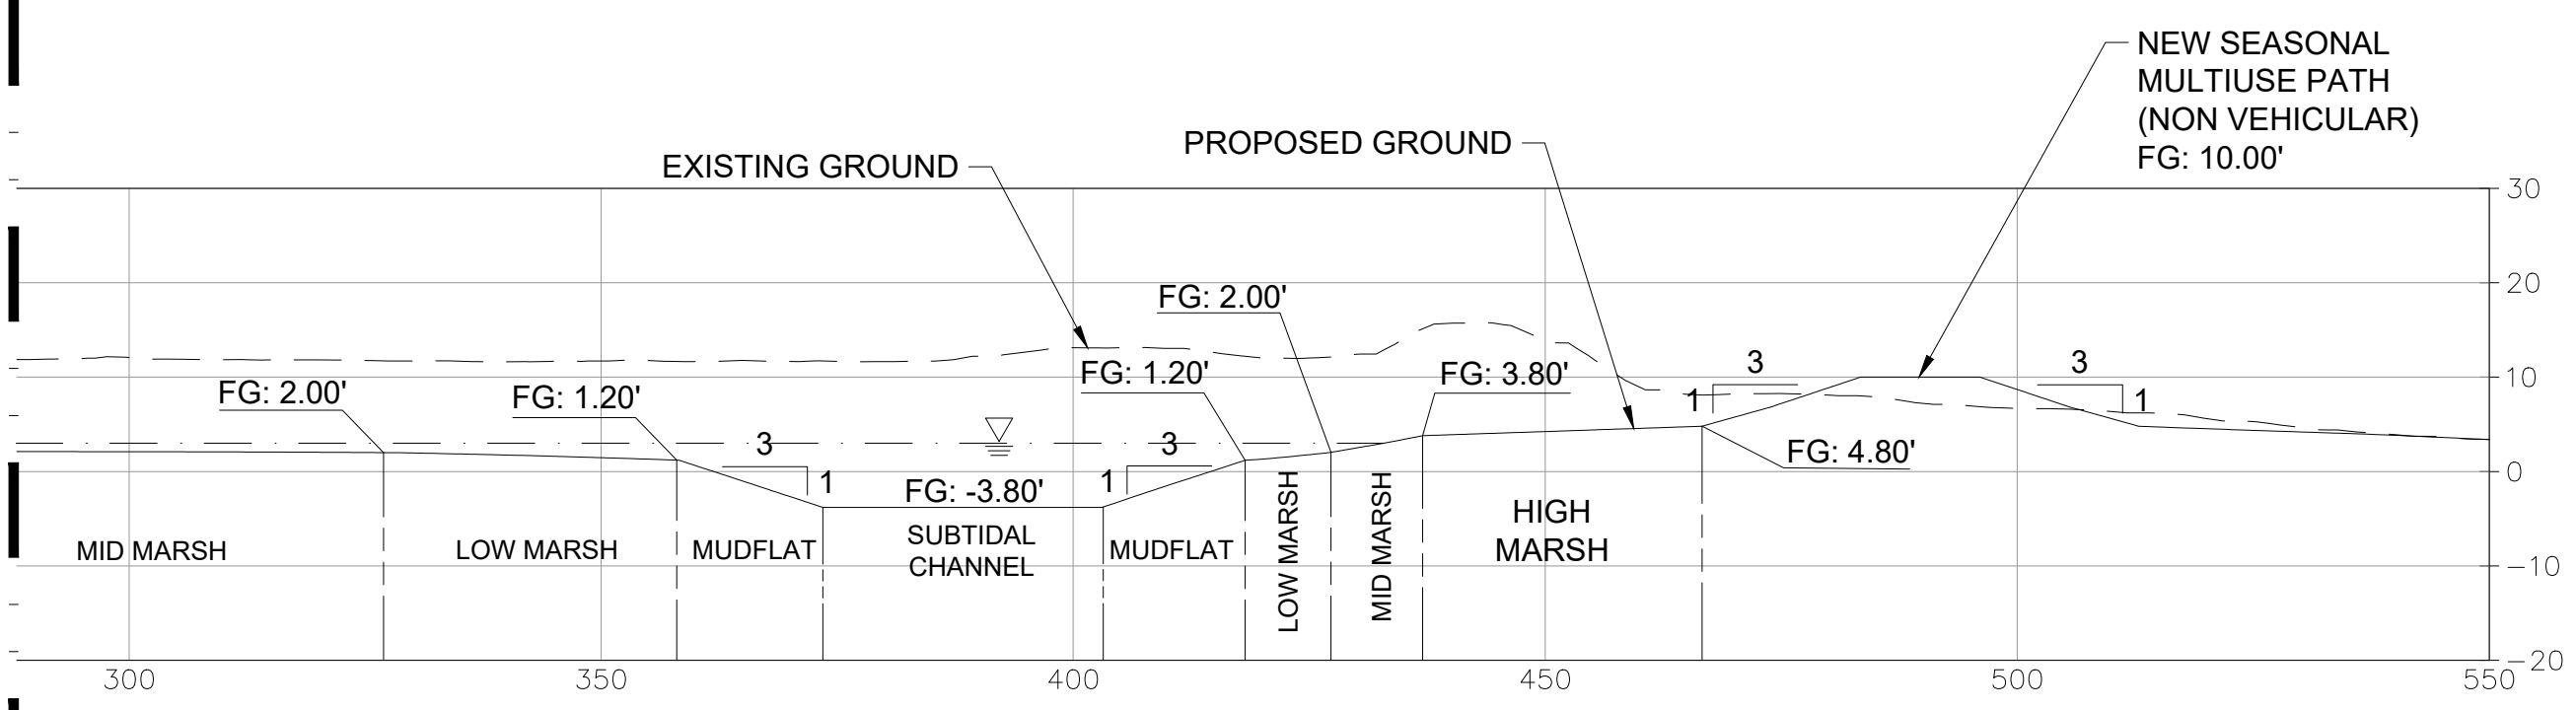 NEW SEASONAL
MULTIUSE PATH
(NON VEHICULAR)
FG: 10.00'
PROPOSED GROUND
EXISTING GROUND
30
20
10
0
-10
-20
FG: 2.00'
FG: 1.20'
FG: 2.00'
FG: 1.20'
FG: 3.80'
3
1
3
1
3
1
3
1
FG: -3.80'
FG: 4.80'
MID MARSH
LOW MARSH
MUDFLAT
SUBTIDAL
CHANNEL
MUDFLAT
LOW MARSH
MID MARSH
HIGH
MARSH
300
350
400
450
500
550